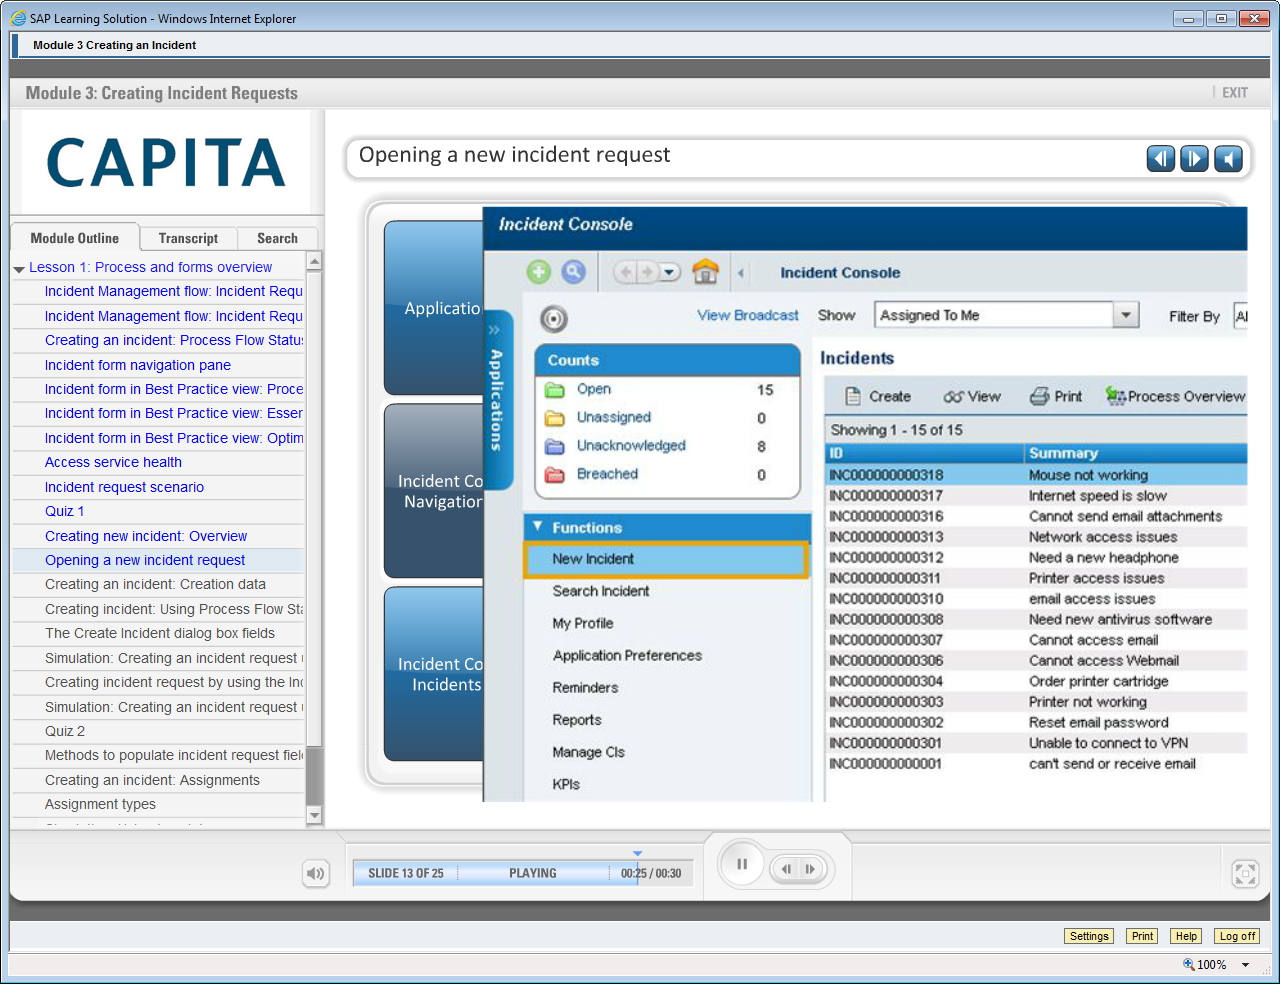 SAP Learning Solution - Windows Internet Explorer
Module 3 Creating an Incident
Module 3: Creating Incident Requests
EXIT
CAPITA
Opening a new incident request
Module Outline
Transcript
Search
Lesson 1: Process and forms overview
Incident Management flow: Incident Requ
Incident Management flow: Incident Requ
Creating an incident: Process Flow Status
Incident form navigation pane
Incident form in Best Practice view: Proce
Incident form in Best Practice view: Esser
Incident form in Best Practice view: Optim
Access service health
Incident request scenario
Quiz 1
Creating new incident: Overview
Opening a new incident request
Creating an incident: Creation data
Creating incident: Using Process Flow Sta
The Create Incident dialog box fields
Simulation: Creating an incident request
Creating incident request by using the Inc
Simulation: Creating an incident request
Quiz 2
Methods to populate incident request fiel
Creating an incident: Assignments
Assignment types
Applicatio
Incident Co
Navigation
Incident Co
Incidents
Incident Console
Incident Console
Applications
View Broadcast Show Assigned To Me Filter By Al
Counts
Open 15
Unassigned 0
Unacknowledged 8
Breached 0
Functions
New Incident
Search Incident
My Profile
Application Preferences
Reminders
Reports
Manage CIs
KPIs
Incidents
Create View Print Process Overview
Showing 1 - 15 of 15
ID Summary
INC000000000318 Mouse not working
INC000000000317 Internet speed is slow
INC000000000316 Cannot send email attachments
INC000000000313 Network access issues
INC000000000312 Need a new headphone
INC000000000311 Printer access issues
INC000000000310 email access issues
INC000000000308 Need new antivirus software
INC000000000307 Cannot access email
INC000000000306 Cannot access Webmail
INC000000000304 Order printer cartridge
INC000000000303 Printer not working
INC000000000302 Reset email password
INC000000000301 Unable to connect to VPN
INC000000000001 can't send or receive email
SLIDE 13 OF 25 PLAYING 00:25 / 00:30
Settings Print Help Log off
100%